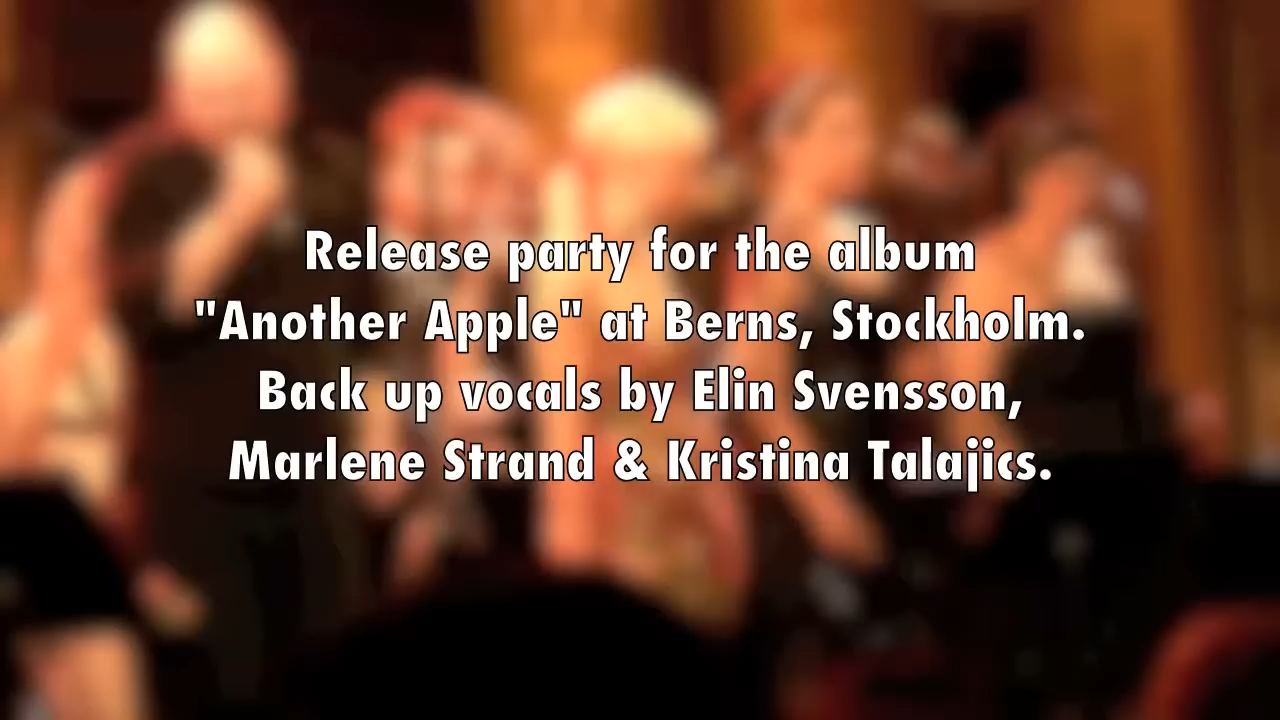 Release party for the album
"Another Apple" at Berns, Stockholm.
Back up vocals by Elin Svensson,
Marlene Strand & Kristina Talajics.